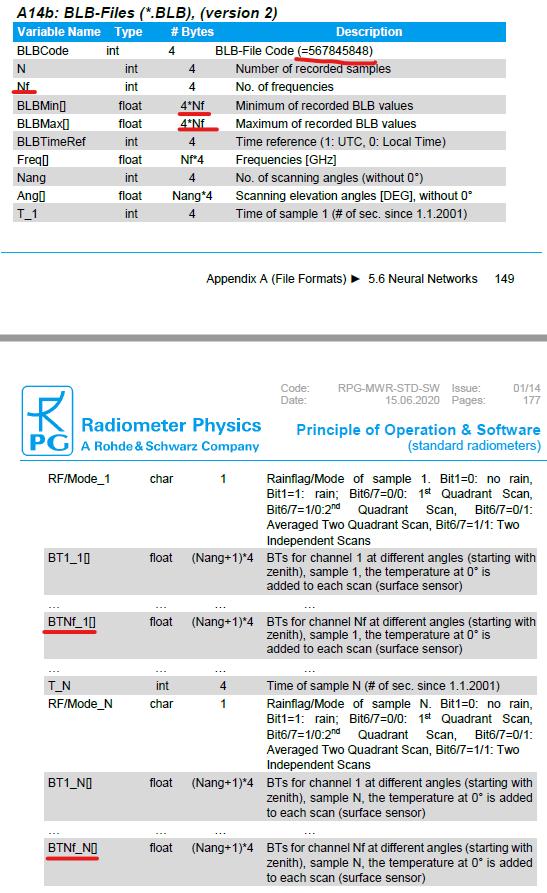 A14b: BLB-Files (*.BLB), (version 2)
Variable Name Type # Bytes Description
BLBCode int 4 BLB-File Code (=567845848)
N int 4 Number of recorded samples
Nf int 4 No. of frequencies
BLBMin[] float 4*Nf Minimum of recorded BLB values
BLBMax[] float 4*Nf Maximum of recorded BLB values
BLBTimeRef int 4 Time reference (1: UTC, 0: Local Time)
Freq[] float Nf*4 Frequencies [GHz]
Nang int 4 No. of scanning angles (without 0°)
Ang[] float Nang*4 Scanning elevation angles [DEG], without 0°
T_1 int 4 Time of sample 1 (# of sec. since 1.1.2001)
Appendix A (File Formats) ► 5.6 Neural Networks 149
Code: RPG-MWR-STD-SW Issue: 01/14
Date: 15.06.2020 Pages: 177
RPG
Radiometer Physics
A Rohde & Schwarz Company
Principle of Operation & Software
(standard radiometers)
RF/Mode_1 char 1 Rainflag/Mode of sample 1. Bit1=0: no rain,
Bit1=1: rain; Bit6/7=0/0: 1st Quadrant Scan,
Bit6/7=1/0:2nd Quadrant Scan, Bit6/7=0/1:
Averaged Two Quadrant Scan, Bit6/7=1/1: Two
Independent Scans
BT1_1[] float (Nang+1)*4 BTs for channel 1 at different angles (starting with
zenith), sample 1, the temperature at 0° is
added to each scan (surface sensor)
... ... ... ...
BTNf_1[] float (Nang+1)*4 BTs for channel Nf at different angles (starting with
zenith), sample 1, the temperature at 0° is
added to each scan (surface sensor)
... ... ... ...
T_N int 4 Time of sample N (# of sec. since 1.1.2001)
RF/Mode_N char 1 Rainflag/Mode of sample N. Bit1=0: no rain,
Bit1=1: rain; Bit6/7=0/0: 1st Quadrant Scan,
Bit6/7=1/0:2nd Quadrant Scan, Bit6/7=0/1:
Averaged Two Quadrant Scan, Bit6/7=1/1: Two
Independent Scans
BT1_N[] float (Nang+1)*4 BTs for channel 1 at different angles (starting with
zenith), sample N, the temperature at 0° is added
to each scan (surface sensor)
... ... ... ...
BTNf_N[] float (Nang+1)*4 BTs for channel Nf at different angles (starting with
zenith), sample N, the temperature at 0° is added
to each scan (surface sensor)